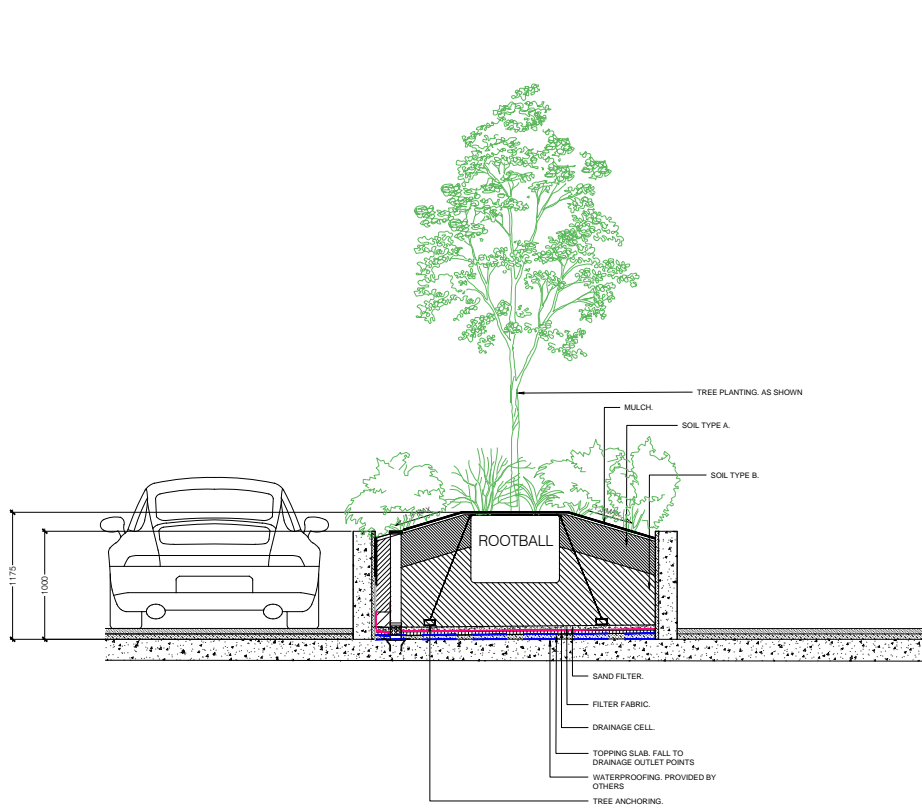 TREE PLANTING. AS SHOWN
MULCH.
SOIL TYPE A.
SOIL TYPE B.
MAX
ROOTBALL
1175
1000
SAND FILTER.
FILTER FABRIC.
DRAINAGE CELL.
TOPPING SLAB. FALL TO
DRAINAGE OUTLET POINTS
WATERPROOFING. PROVIDED BY
OTHERS
TREE ANCHORING.